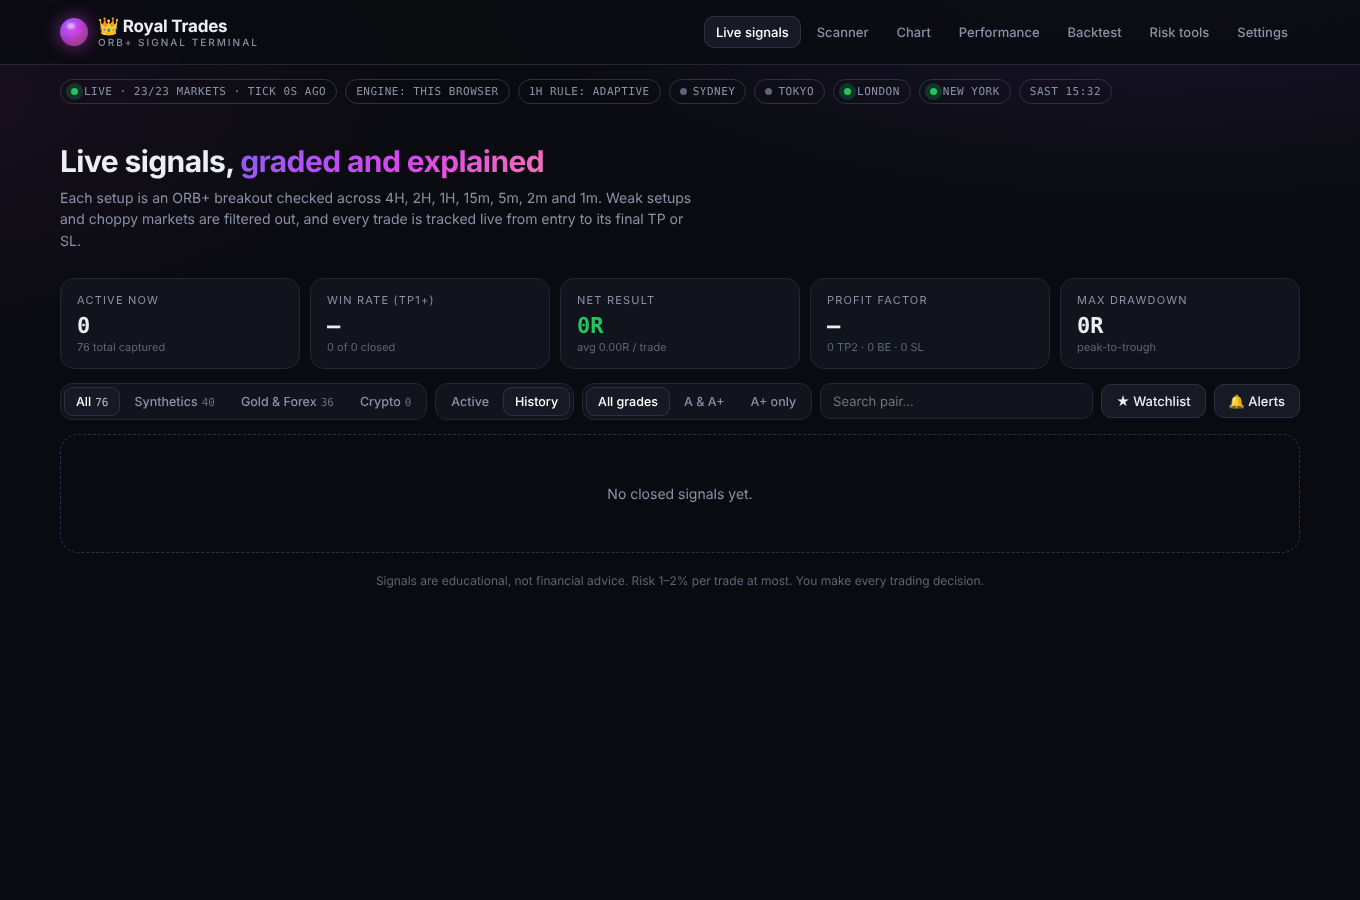 👑 Royal Trades
ORB+ SIGNAL TERMINAL
Live signals
Scanner
Chart
Performance
Backtest
Risk tools
Settings
LIVE · 23/23 MARKETS · TICK 0S AGO
ENGINE: THIS BROWSER
1H RULE: ADAPTIVE
SYDNEY
TOKYO
LONDON
NEW YORK
SAST 15:32
Live signals, graded and explained
Each setup is an ORB+ breakout checked across 4H, 2H, 1H, 15m, 5m, 2m and 1m. Weak setups
and choppy markets are filtered out, and every trade is tracked live from entry to its final TP or
SL.
ACTIVE NOW
0
76 total captured
WIN RATE (TP1+)
—
0 of 0 closed
NET RESULT
0R
avg 0.00R / trade
PROFIT FACTOR
—
0 TP2 · 0 BE · 0 SL
MAX DRAWDOWN
0R
peak-to-trough
All 76
Synthetics 40
Gold & Forex 36
Crypto 0
Active
History
All grades
A & A+
A+ only
Search pair...
★ Watchlist
🔔 Alerts
No closed signals yet.
Signals are educational, not financial advice. Risk 1–2% per trade at most. You make every trading decision.